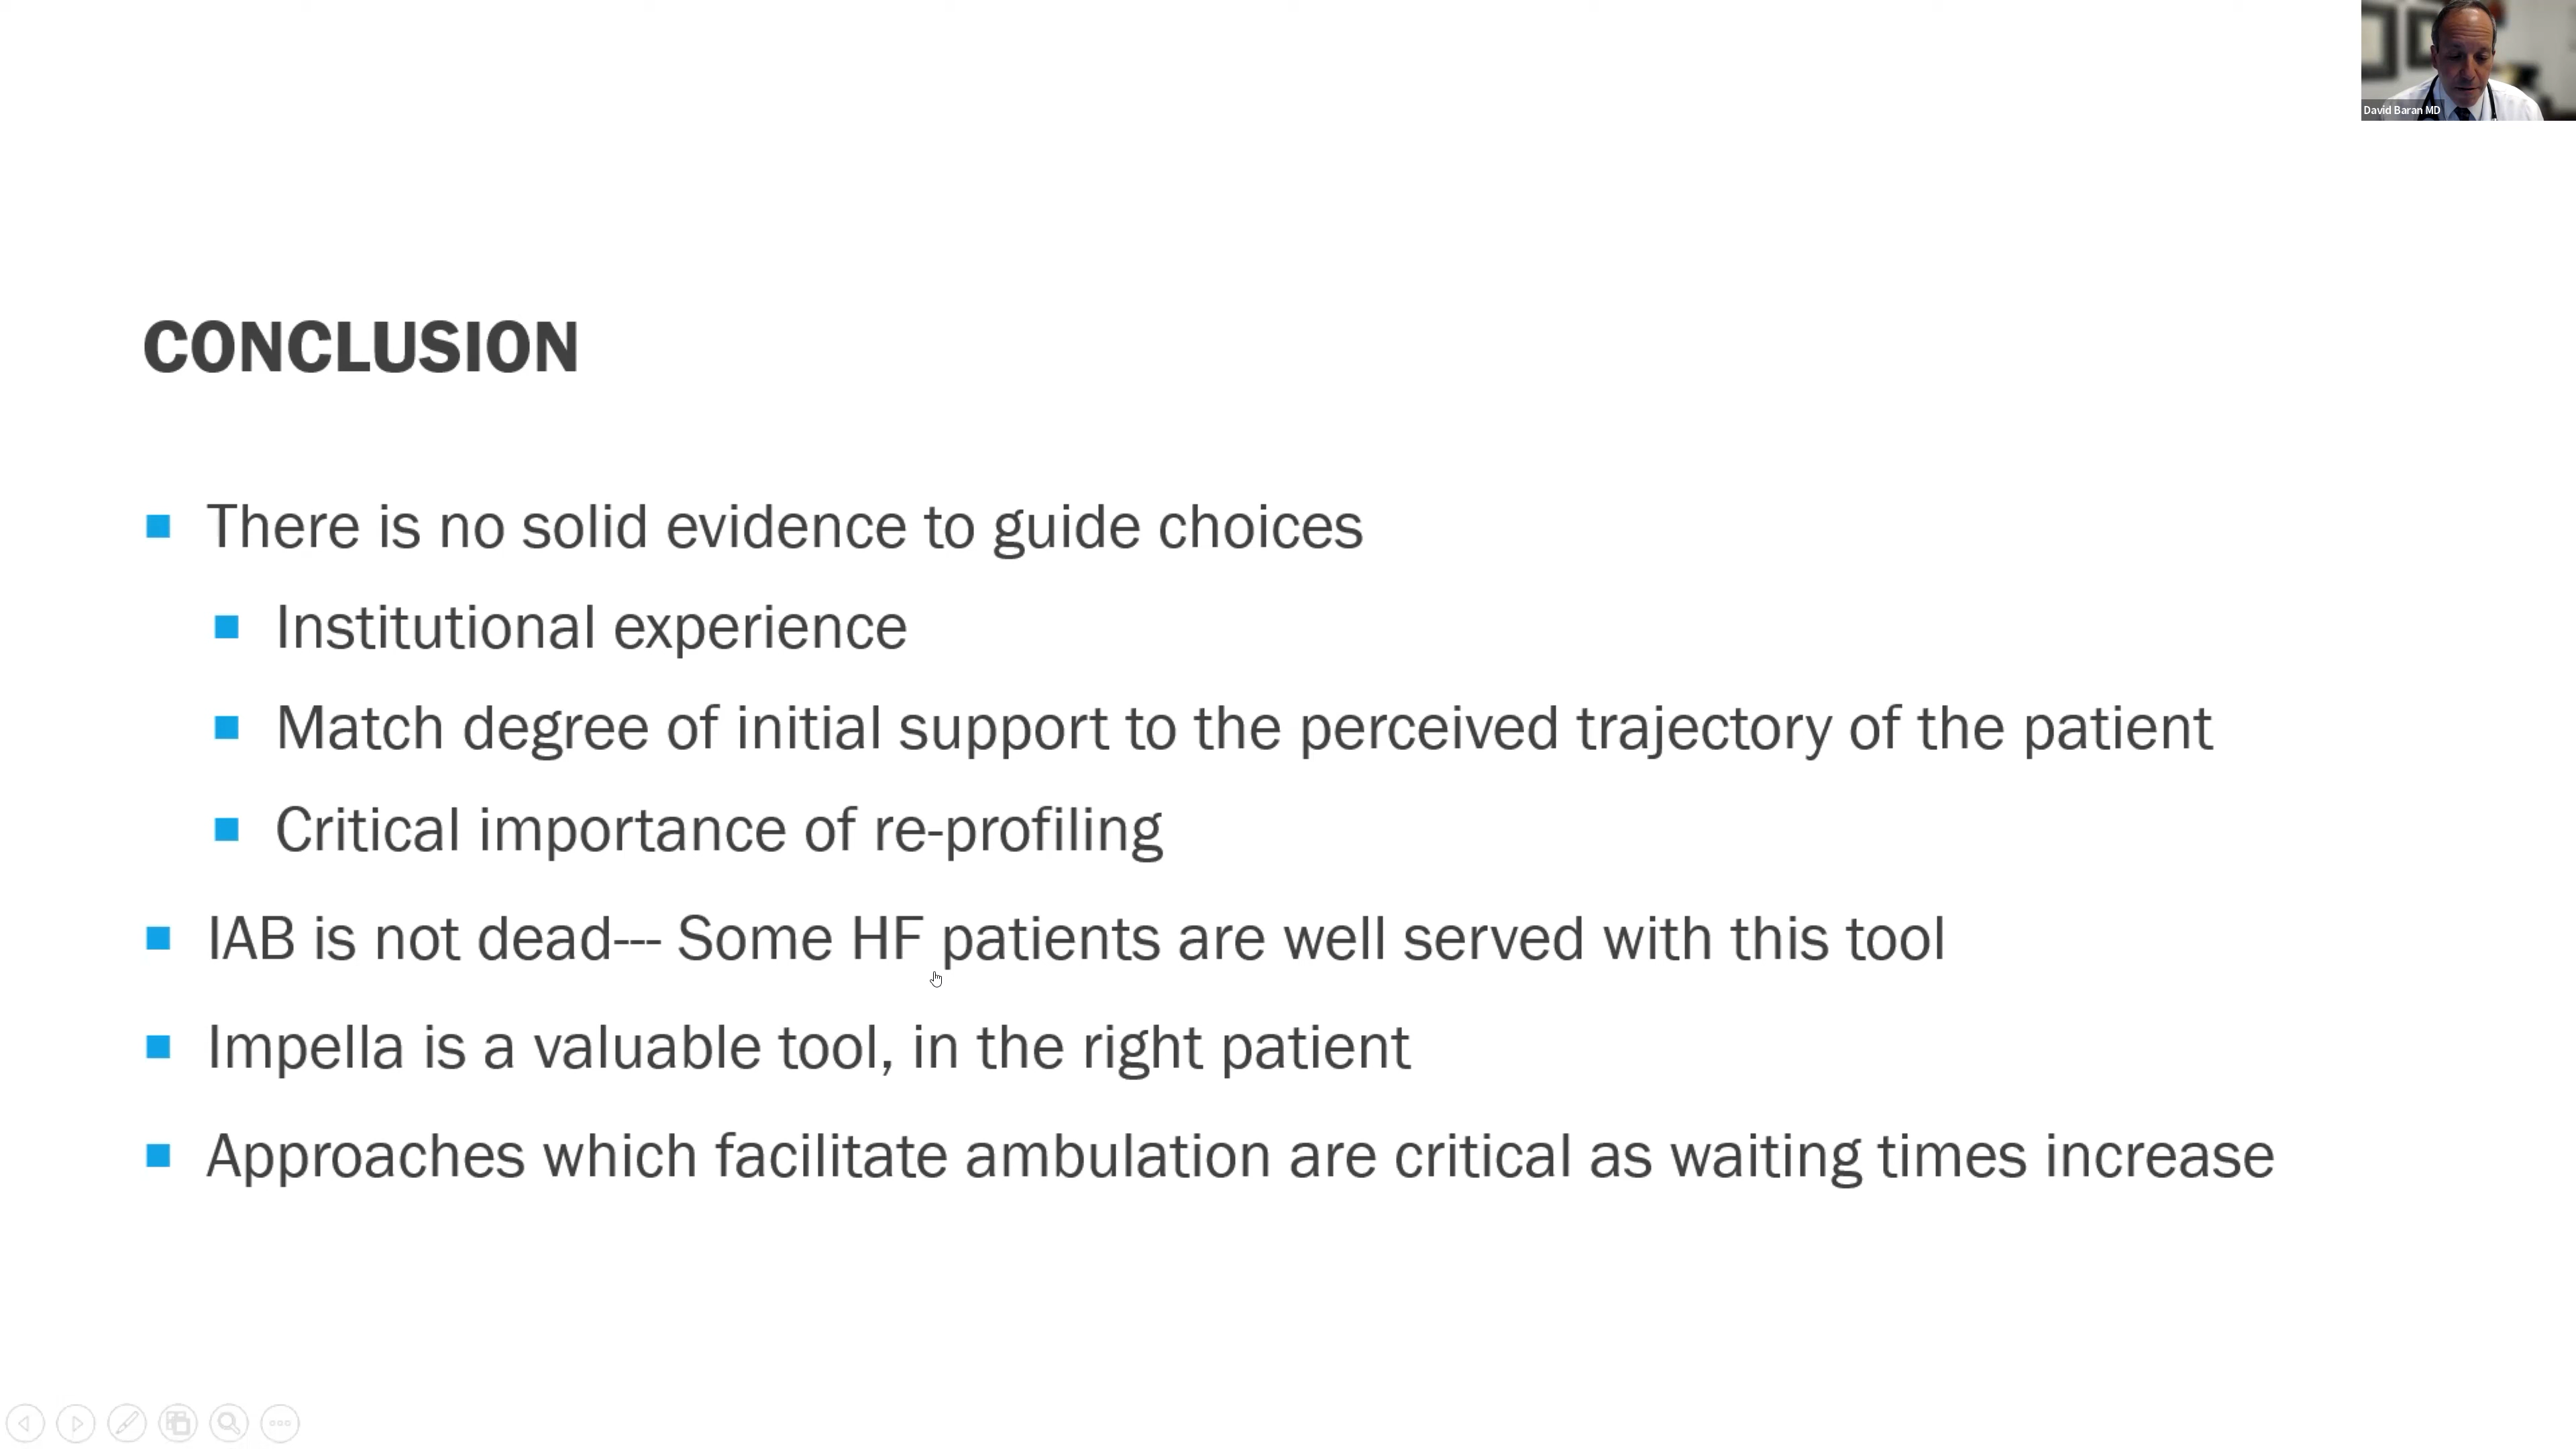 David Baran MD
CONCLUSION
There is no solid evidence to guide choices
Institutional experience
Match degree of initial support to the perceived trajectory of the patient
Critical importance of re-profiling
IAB is not dead--- Some HF patients are well served with this tool
Impella is a valuable tool, in the right patient
Approaches which facilitate ambulation are critical as waiting times increase